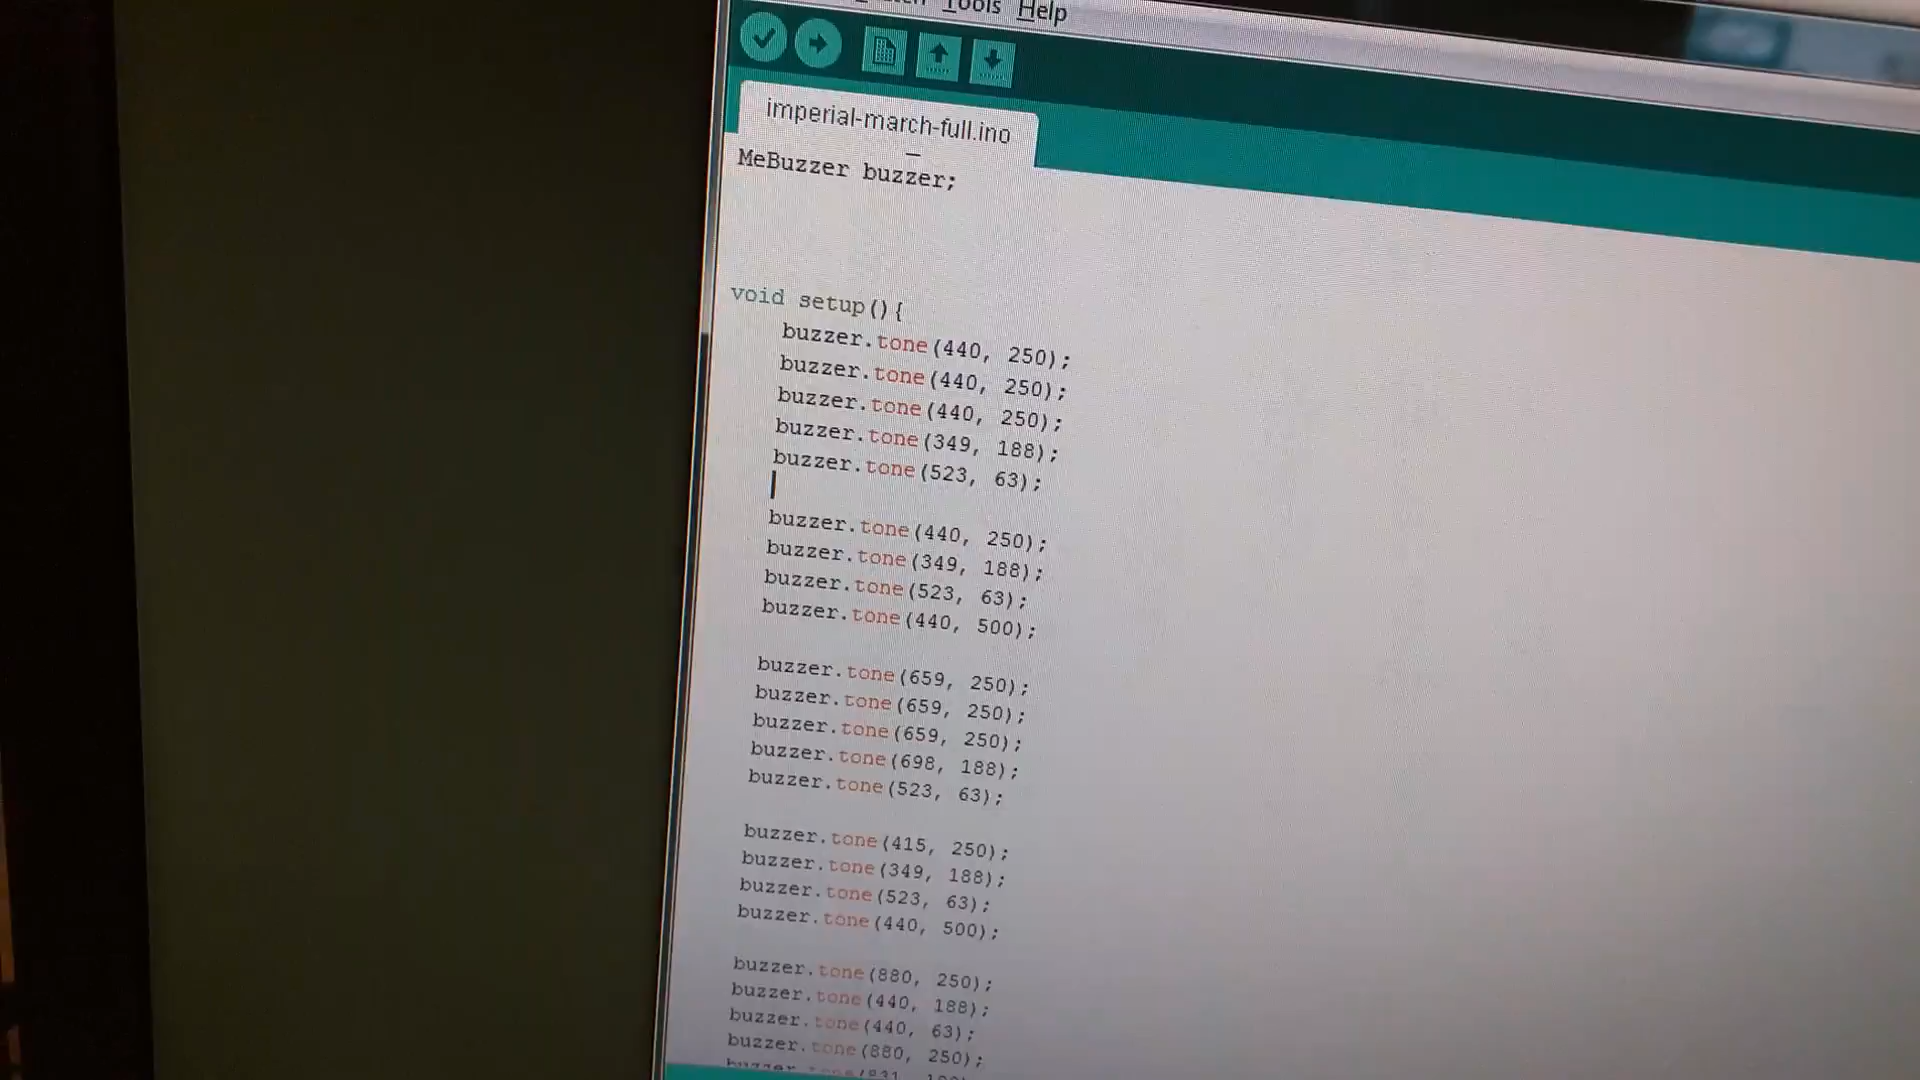 Tools Help
imperial-march-full.ino
MeBuzzer buzzer;
void setup(){
buzzer.tone(440, 250);
buzzer.tone(440, 250);
buzzer.tone(440, 250);
buzzer.tone(349, 188);
buzzer.tone(523, 63);
buzzer.tone(440, 250);
buzzer.tone(349, 188);
buzzer.tone(523, 63);
buzzer.tone(440, 500);
buzzer.tone(659, 250);
buzzer.tone(659, 250);
buzzer.tone(659, 250);
buzzer.tone(698, 188);
buzzer.tone(523, 63);
buzzer.tone(415, 250);
buzzer.tone(349, 188);
buzzer.tone(523, 63);
buzzer.tone(440, 500);
buzzer.tone(880, 250);
buzzer.tone(440, 188);
buzzer.tone(440, 63);
buzzer.tone(880, 250);